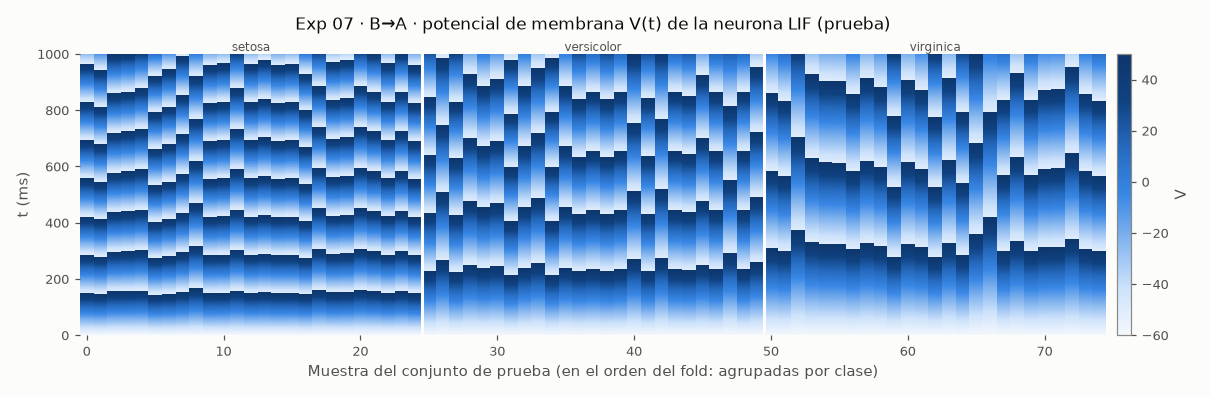 Exp 07 · B→A · potencial de membrana V(t) de la neurona LIF (prueba)
setosa versicolor virginica
1000
800
600
400
200
0
t (ms)
0 10 20 30 40 50 60 70
Muestra del conjunto de prueba (en el orden del fold: agrupadas por clase)
40
20
0
−20
−40
−60
V